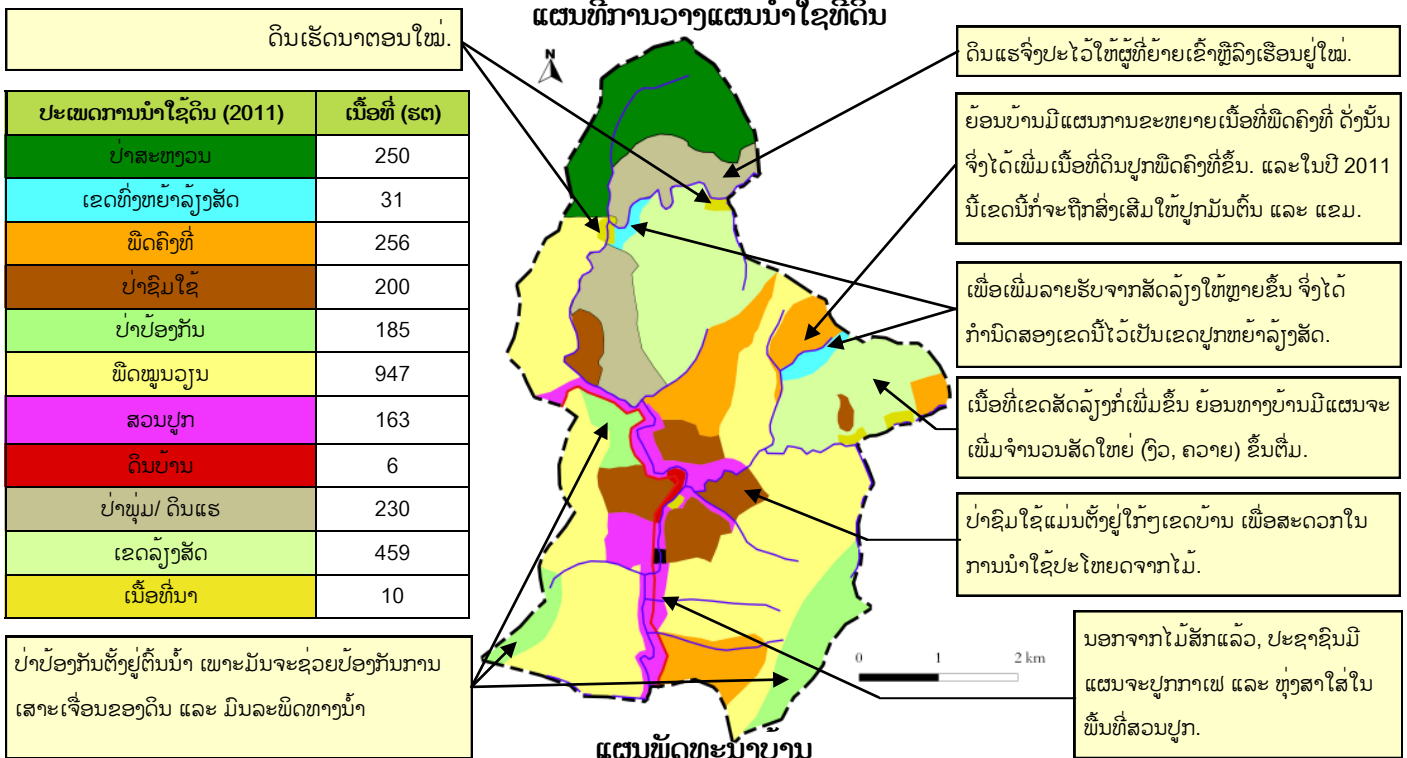 ແຜນທີ່ການວາງແຜນນຳໃຊ້ທີ່ດິນ
ດິນເຮັດນາຕອນໃໝ່.
N
ປະເພດການນຳໃຊ້ດິນ (2011) ເນື້ອທີ່ (ຮຕ)
ປ່າສະຫງວນ 250
ເຂດທົ່ງຫຍ້າລ້ຽງສັດ 31
ພືດຄົງທີ່ 256
ປ່າຊົມໃຊ້ 200
ປ່າປ້ອງກັນ 185
ພືດໝູນວຽນ 947
ສວນປູກ 163
ດິນບ້ານ 6
ປ່າພຸ່ມ/ ດິນແຮ 230
ເຂດລ້ຽງສັດ 459
ເນື້ອທີ່ນາ 10
ປ່າປ້ອງກັນຕັ້ງຢູ່ຕົ້ນນ້ຳ ເພາະມັນຈະຊ່ວຍປ້ອງກັນການ
ເສາະເຈື່ອນຂອງດິນ ແລະ ມົນລະພິດທາງນ້ຳ
ດິນແຮຈົ່ງປະໄວ້ໃຫ້ຜູ້ທີ່ຍ້າຍເຂົ້າຫຼືລົງເຮືອນຢູ່ໃໝ່.
ຍ້ອນບ້ານມີແຜນການຂະຫຍາຍເນື້ອທີ່ພືດຄົງທີ່ ດັ່ງນັ້ນ
ຈິ່ງໄດ້ເພີ່ມເນື້ອທີ່ດິນປູກພືດຄົງທີ່ຂຶ້ນ. ແລະໃນປີ 2011
ນີ້ເຂດນີ້ກໍ່ຈະຖືກສົ່ງເສີມໃຫ້ປູກມັນຕົ້ນ ແລະ ແຂມ.
ເພື່ອເພີ່ມລາຍຮັບຈາກສັດລ້ຽງໃຫ້ຫຼາຍຂຶ້ນ ຈິ່ງໄດ້
ກຳນົດສອງເຂດນີ້ໄວ້ເປັນເຂດປູກຫຍ້າລ້ຽງສັດ.
ເນື້ອທີ່ເຂດສັດລ້ຽງກໍ່ເພີ່ມຂຶ້ນ ຍ້ອນທາງບ້ານມີແຜນຈະ
ເພີ່ມຈຳນວນສັດໃຫຍ່ (ງົວ, ຄວາຍ) ຂຶ້ນຕື່ມ.
ປ່າຊົມໃຊ້ແມ່ນຕັ້ງຢູ່ໃກ້ໆເຂດບ້ານ ເພື່ອສະດວກໃນ
ການນຳໃຊ້ປະໂຫຍດຈາກໄມ້.
ນອກຈາກໄມ້ສັກແລ້ວ, ປະຊາຊົນມີ
ແຜນຈະປູກກາເຟ ແລະ ຫຸ່ງສາໃສ່ໃນ
ພື້ນທີ່ສວນປູກ.
0 1 2 km
ແຜນພັດທະນາບ້ານ